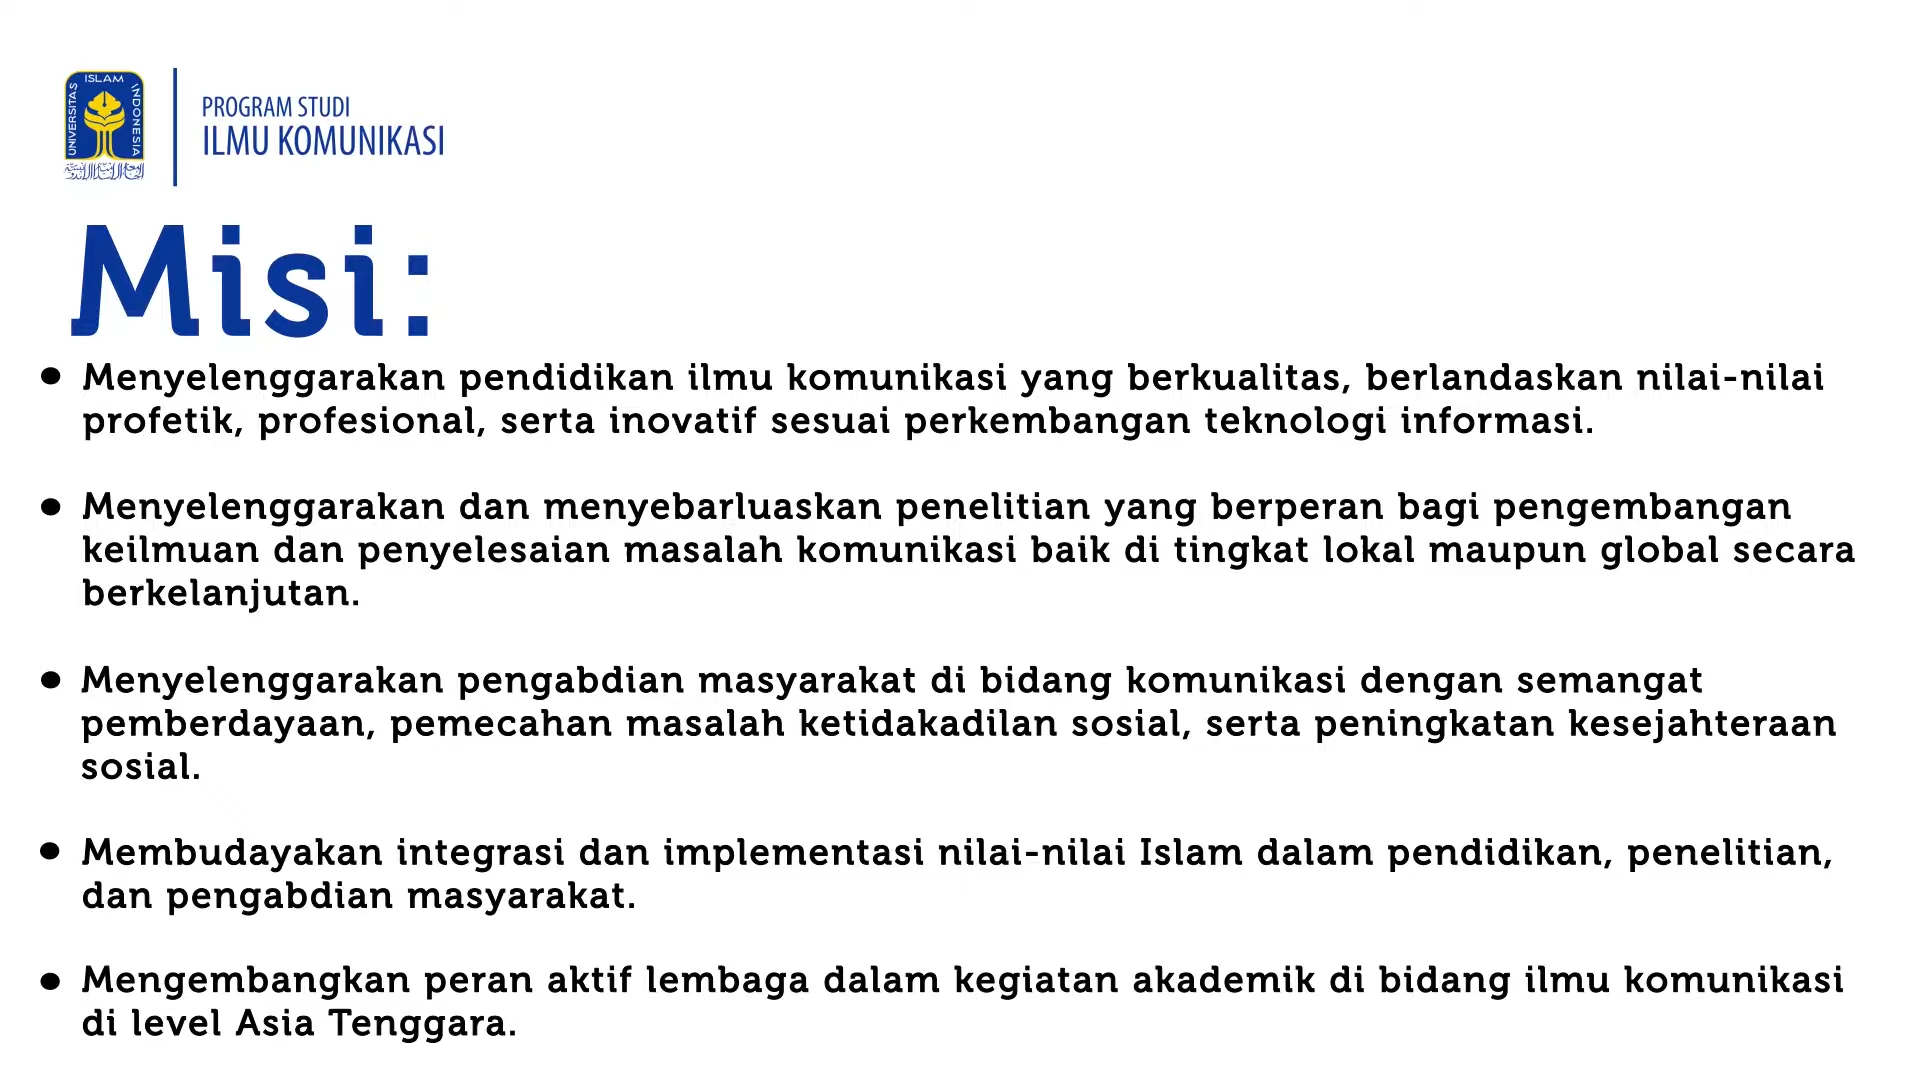 UNIVERSITAS ISLAM INDONESIA
PROGRAM STUDI
ILMU KOMUNIKASI
Misi:
• Menyelenggarakan pendidikan ilmu komunikasi yang berkualitas, berlandaskan nilai-nilai
profetik, profesional, serta inovatif sesuai perkembangan teknologi informasi.
• Menyelenggarakan dan menyebarluaskan penelitian yang berperan bagi pengembangan
keilmuan dan penyelesaian masalah komunikasi baik di tingkat lokal maupun global secara
berkelanjutan.
• Menyelenggarakan pengabdian masyarakat di bidang komunikasi dengan semangat
pemberdayaan, pemecahan masalah ketidakadilan sosial, serta peningkatan kesejahteraan
sosial.
• Membudayakan integrasi dan implementasi nilai-nilai Islam dalam pendidikan, penelitian,
dan pengabdian masyarakat.
• Mengembangkan peran aktif lembaga dalam kegiatan akademik di bidang ilmu komunikasi
di level Asia Tenggara.